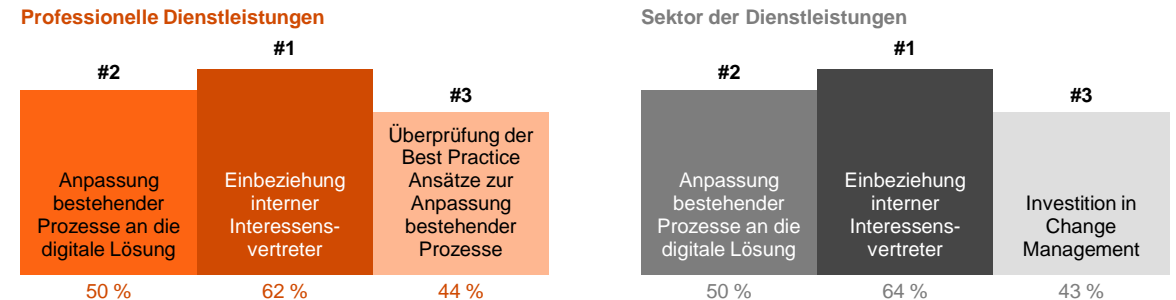 Professionelle Dienstleistungen
#1
#2
#3
Anpassung
bestehender
Prozesse an die
digitale Lösung
Einbeziehung
interner
Interessens-
vertreter
Überprüfung der
Best Practice
Ansätze zur
Anpassung
bestehender
Prozesse
50 %
62 %
44 %
Sektor der Dienstleistungen
#1
#2
#3
Anpassung
bestehender
Prozesse an die
digitale Lösung
Einbeziehung
interner
Interessens-
vertreter
Investition in
Change
Management
50 %
64 %
43 %